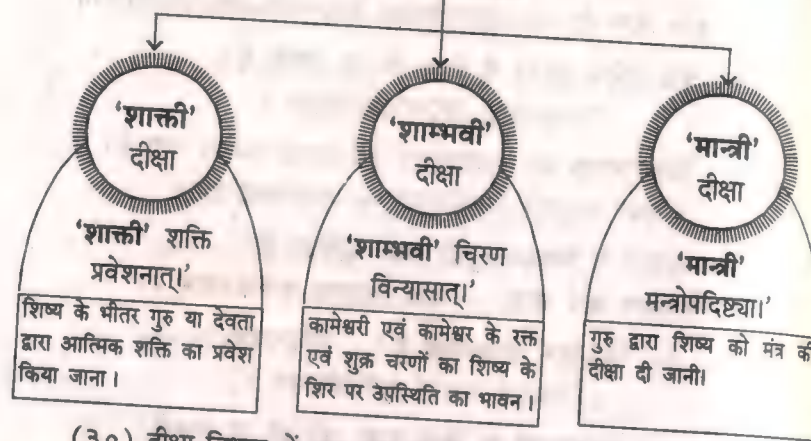 'शाक्ती'
दीक्षा
'शाक्ती' शक्ति
प्रवेशनात्।'
शिष्य के भीतर गुरु या देवता
द्वारा आत्मिक शक्ति का प्रवेश
किया जाना।
'शाम्भवी'
दीक्षा
'शाम्भवी' चिरण
विन्यासात्।'
कामेश्वरी एवं कामेश्वर के रक्त
एवं शुक्र चरणों का शिष्य के
शिर पर उपस्थिति का भावन।
'मान्त्री'
दीक्षा
'मान्त्री'
मन्त्रोपदिष्ट्या।'
गुरु द्वारा शिष्य को मंत्र की
दीक्षा दी जानी।
(३०) दीक्षा